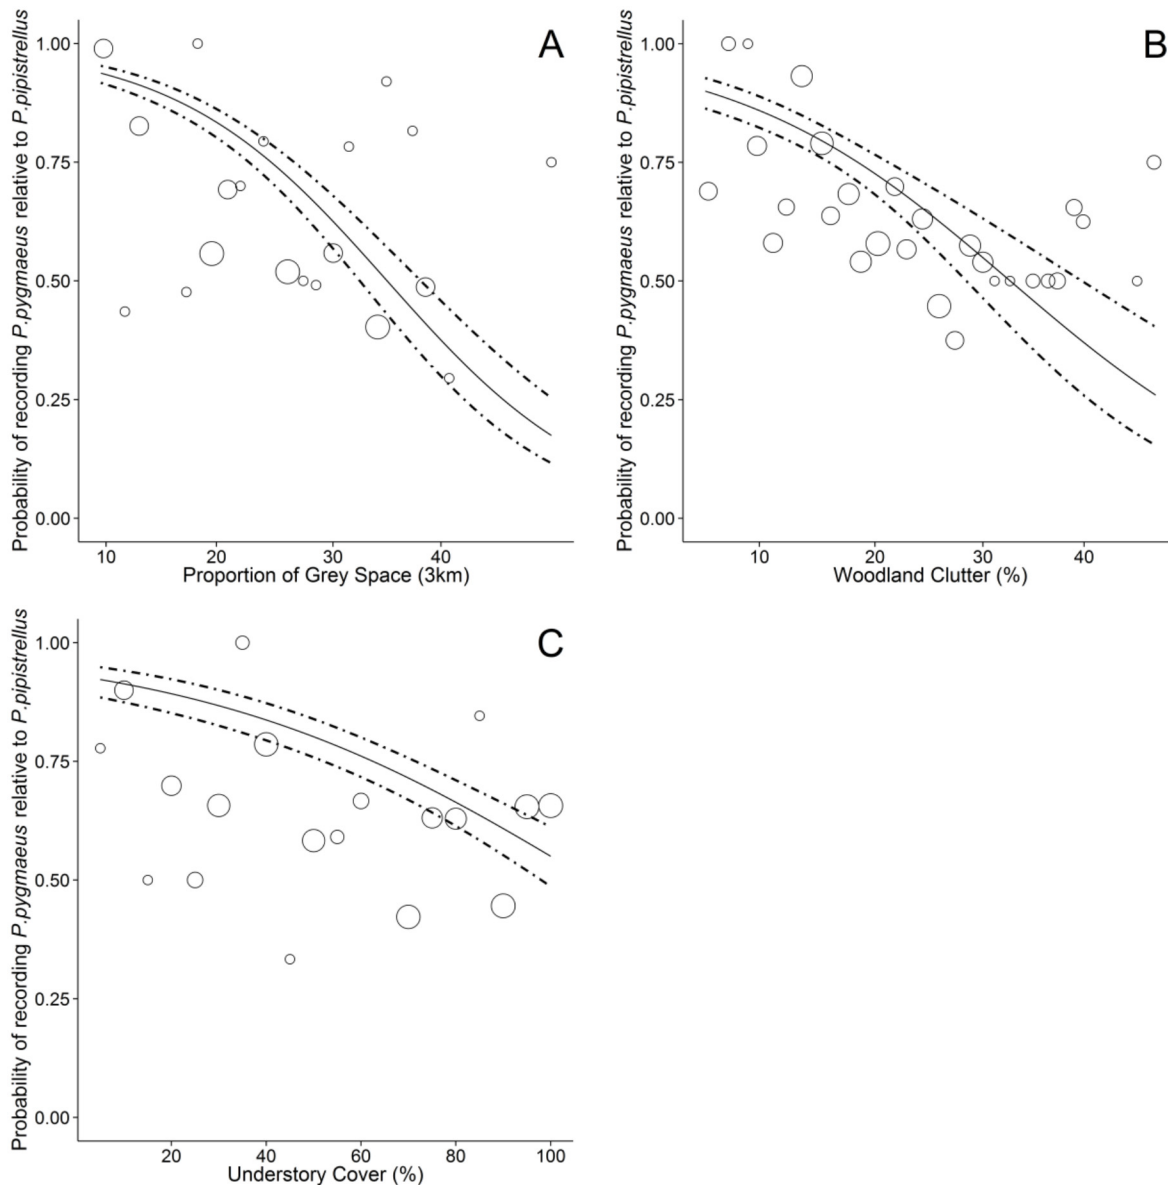 A
Probability of recording P.pygmaeus relative to P.pipistrellus
1.00
0.75
0.50
0.25
0.00
10 20 30 40
Proportion of Grey Space (3km)
B
Probability of recording P.pygmaeus relative to P.pipistrellus
1.00
0.75
0.50
0.25
0.00
10 20 30 40
Woodland Clutter (%)
C
Probability of recording P.pygmaeus relative to P.pipistrellus
1.00
0.75
0.50
0.25
0.00
20 40 60 80 100
Understory Cover (%)